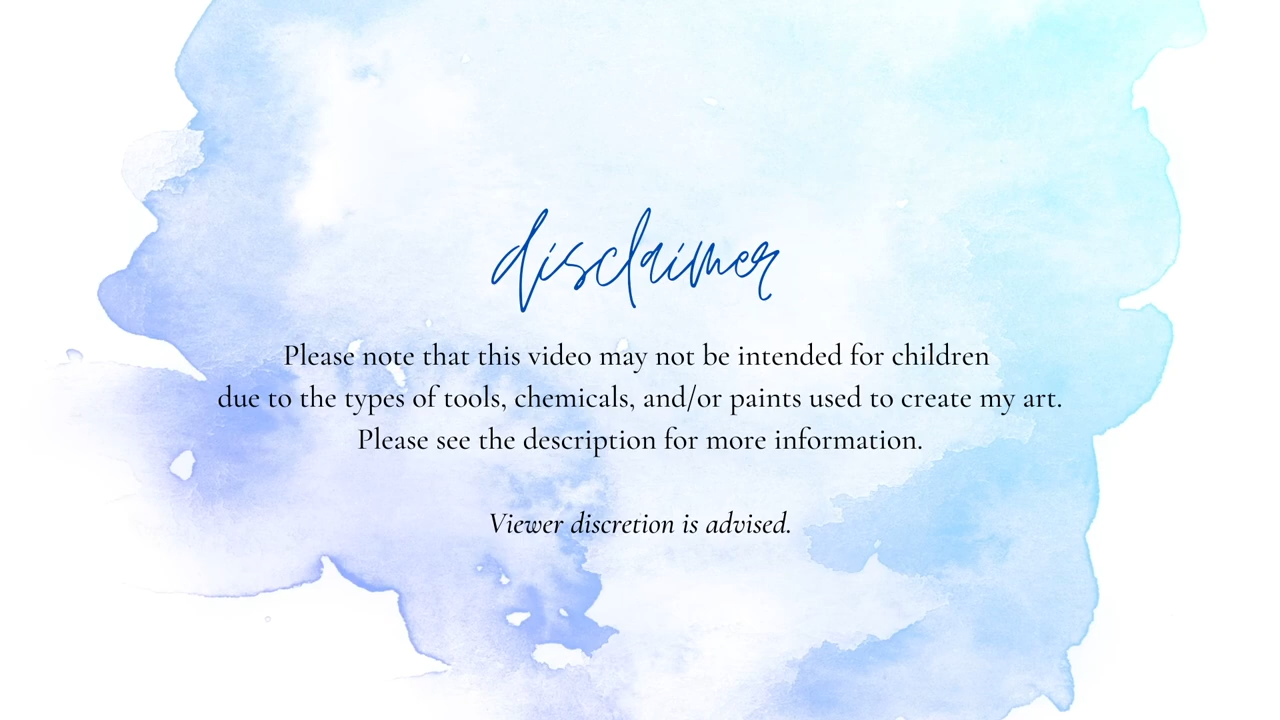 disclaimer
Please note that this video may not be intended for children
due to the types of tools, chemicals, and/or paints used to create my art.
Please see the description for more information.
Viewer discretion is advised.